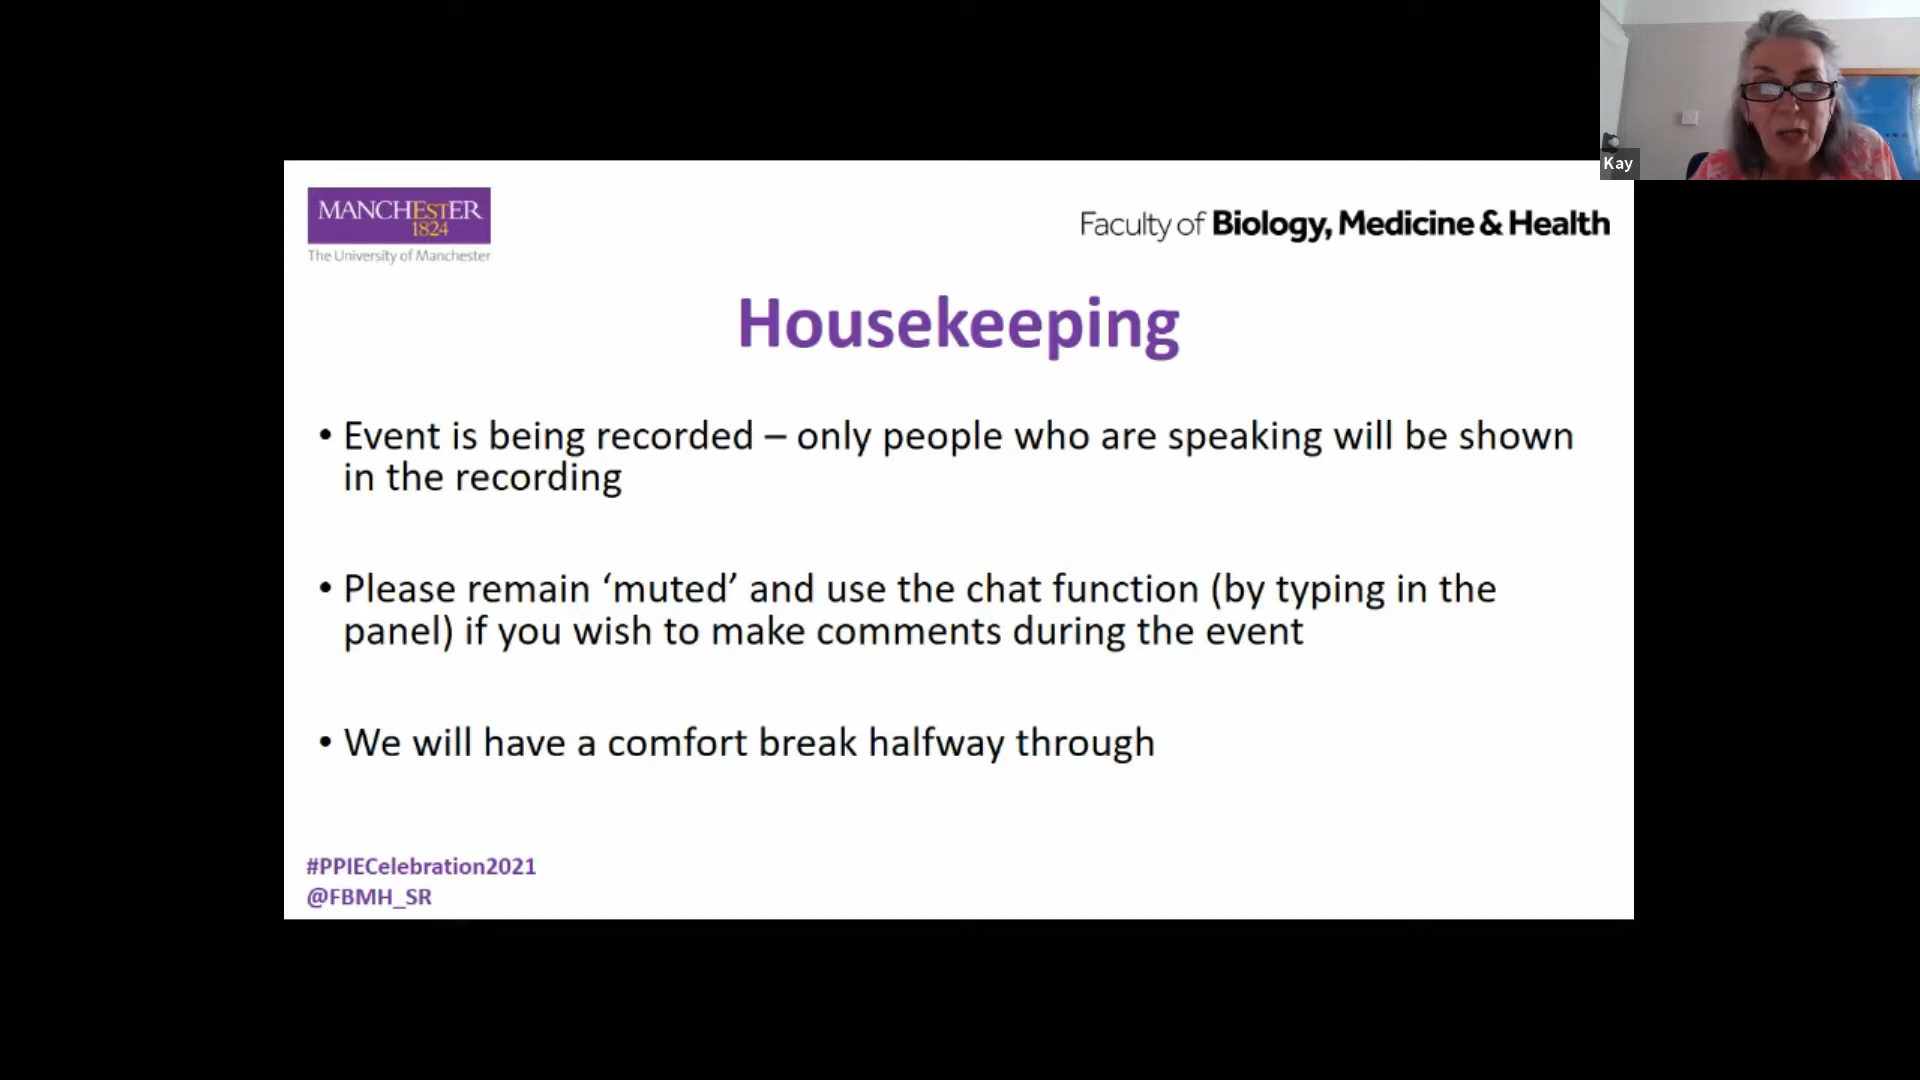 Kay
MANCHESTER
1824
The University of Manchester
Faculty of Biology, Medicine & Health
Housekeeping
• Event is being recorded – only people who are speaking will be shown
in the recording
• Please remain ‘muted’ and use the chat function (by typing in the
panel) if you wish to make comments during the event
• We will have a comfort break halfway through
#PPIECelebration2021
@FBMH_SR